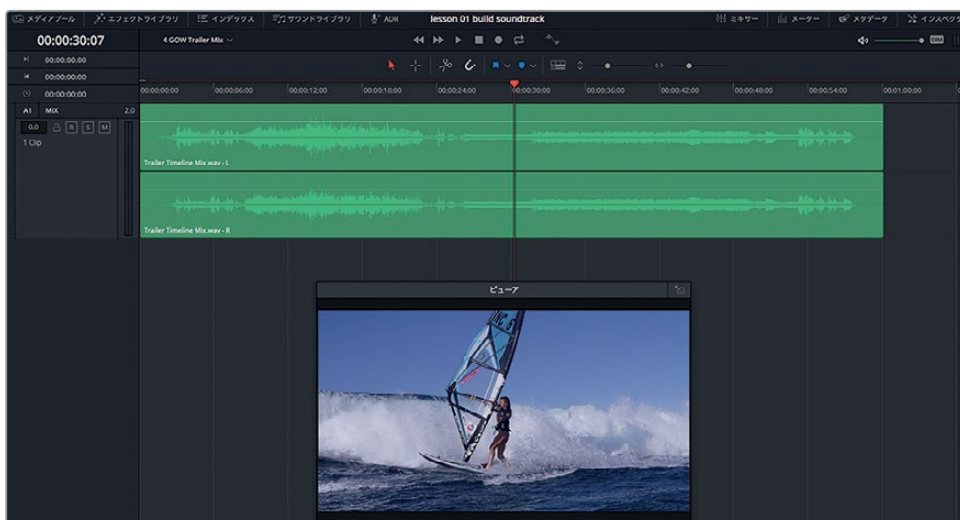 メディアプール エフェクトライブラリ インデックス サウンドライブラリ ADR lesson 01 build soundtrack ミキサー メーター メタデータ インスペクタ
00:00:30:07 4 GOW Trailer Mix DIM
00:00:00:00
00:00:00:00
00:00:00:00
00:00:00:00 00:00:06:00 00:00:12:00 00:00:18:00 00:00:24:00 00:00:30:00 00:00:36:00 00:00:42:00 00:00:48:00 00:00:54:00 00:01:00:00
A1 MIX 2.0
0.0 R S M
1 Clip
Trailer Timeline Mix.wav - L
Trailer Timeline Mix.wav - R
ビューア